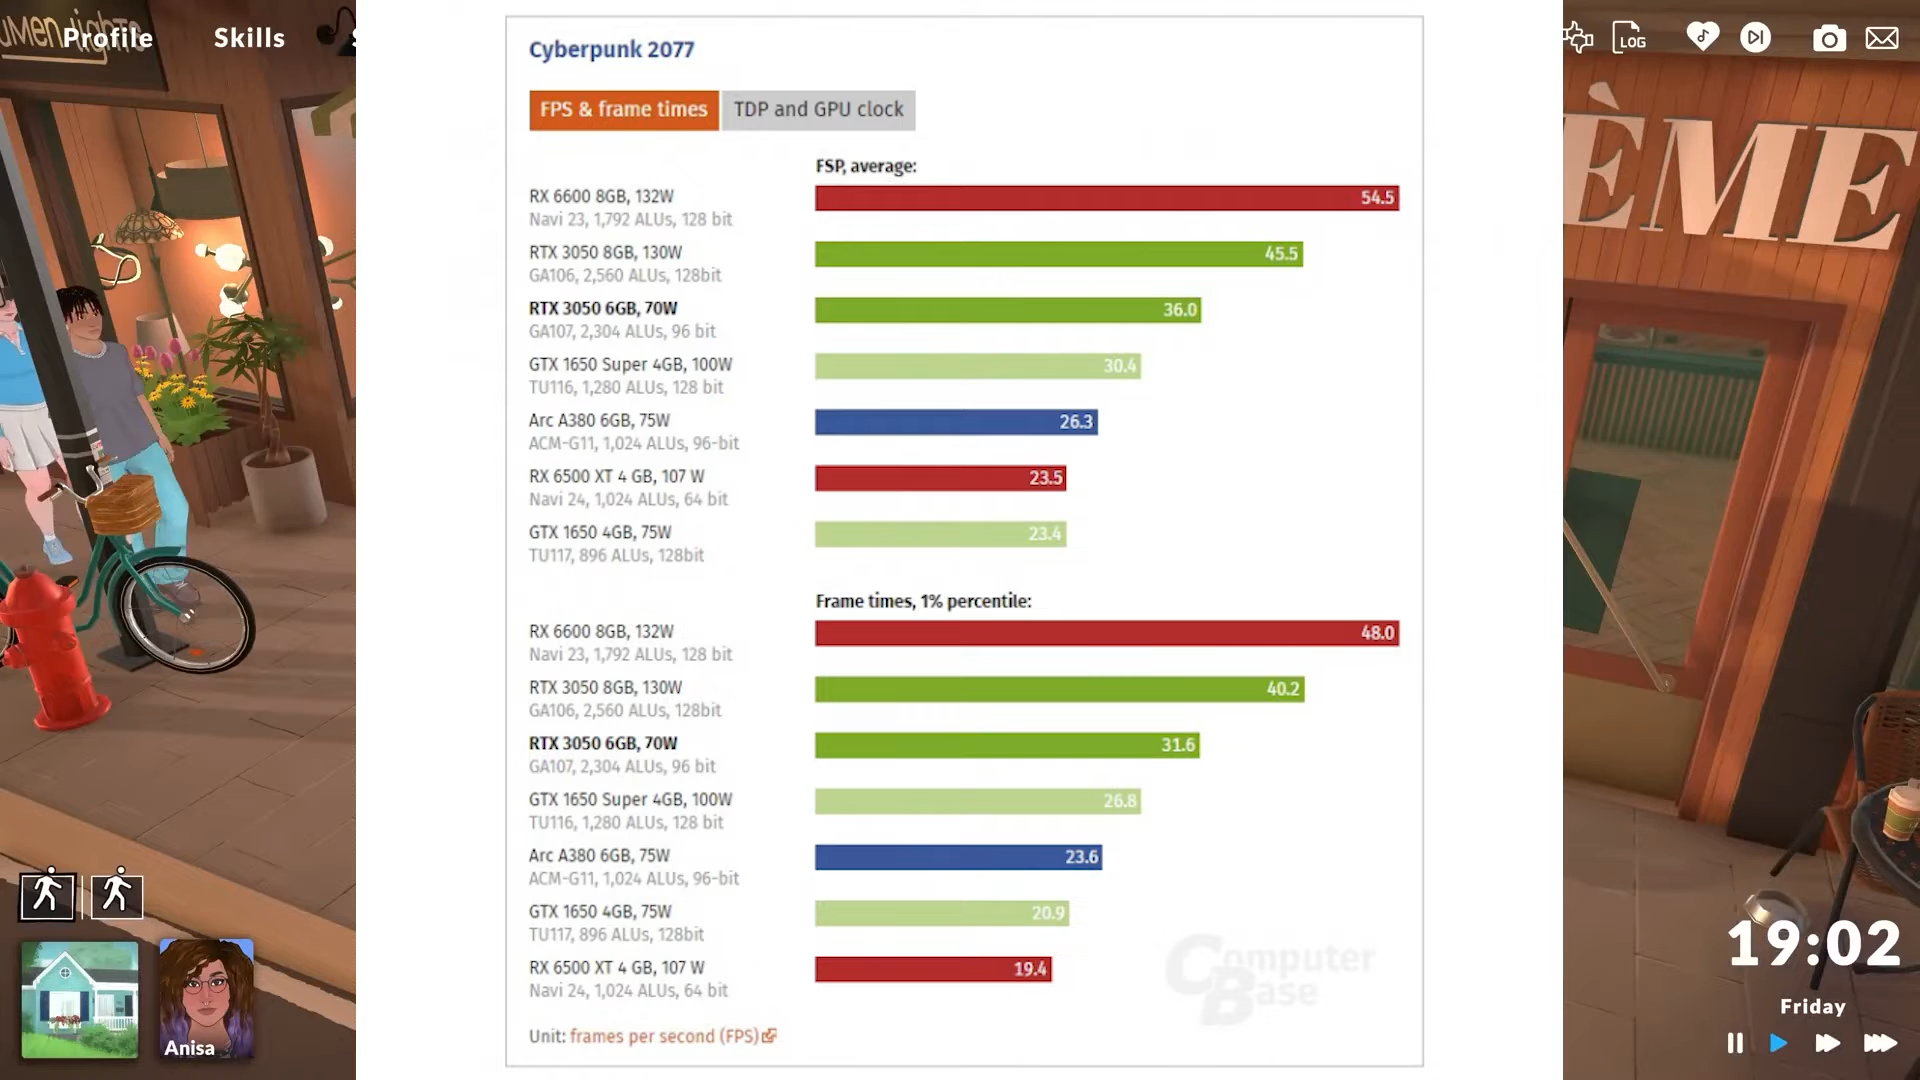 Profile
Skills
LOG
ÈME
Cyberpunk 2077
FPS & frame times
TDP and GPU clock
FSP, average:
RX 6600 8GB, 132W
Navi 23, 1,792 ALUs, 128 bit
54.5
RTX 3050 8GB, 130W
GA106, 2,560 ALUs, 128bit
45.5
RTX 3050 6GB, 70W
GA107, 2,304 ALUs, 96 bit
36.0
GTX 1650 Super 4GB, 100W
TU116, 1,280 ALUs, 128 bit
30.4
Arc A380 6GB, 75W
ACM-G11, 1,024 ALUs, 96-bit
26.3
RX 6500 XT 4 GB, 107 W
Navi 24, 1,024 ALUs, 64 bit
23.5
GTX 1650 4GB, 75W
TU117, 896 ALUs, 128bit
23.4
Frame times, 1% percentile:
RX 6600 8GB, 132W
Navi 23, 1,792 ALUs, 128 bit
48.0
RTX 3050 8GB, 130W
GA106, 2,560 ALUs, 128bit
40.2
RTX 3050 6GB, 70W
GA107, 2,304 ALUs, 96 bit
31.6
GTX 1650 Super 4GB, 100W
TU116, 1,280 ALUs, 128 bit
26.8
Arc A380 6GB, 75W
ACM-G11, 1,024 ALUs, 96-bit
23.6
GTX 1650 4GB, 75W
TU117, 896 ALUs, 128bit
20.9
RX 6500 XT 4 GB, 107 W
Navi 24, 1,024 ALUs, 64 bit
19.4
Computer
Base
Unit: frames per second (FPS)
Anisa
19:02
Friday